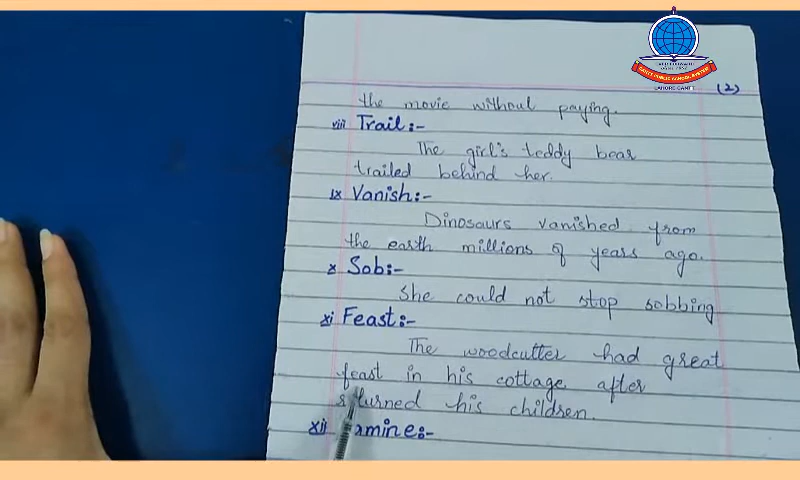 (2)
the movie without paying.
viii Trail:-
The girl's teddy bear
trailed behind her.
ix Vanish:-
Dinosaurs vanished from
the earth millions of years ago.
x Sob:-
She could not stop sobbing
xi Feast:-
The woodcutter had great
feast in his cottage after
his children.
xii
LAHORE CANTT